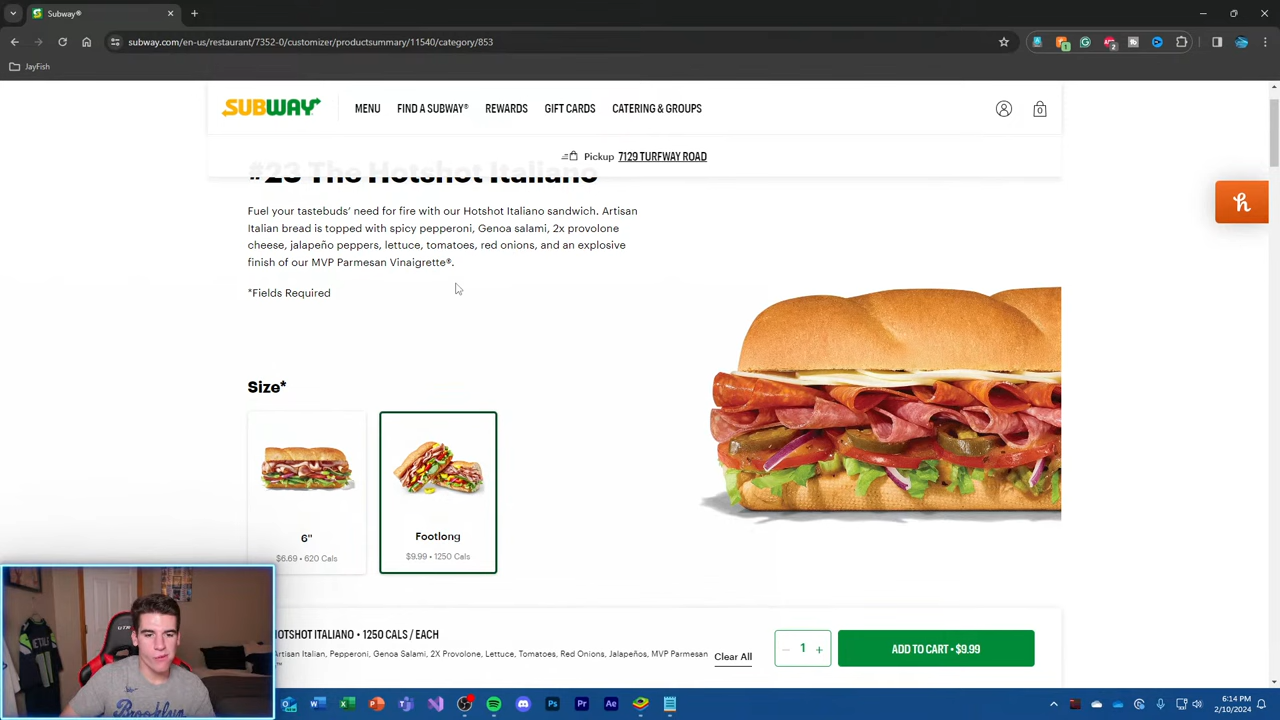 Subway®
subway.com/en-us/restaurant/7352-0/customizer/productsummary/11540/category/853
JayFish
SUBWAY
MENU
FIND A SUBWAY®
REWARDS
GIFT CARDS
CATERING & GROUPS
0
Pickup 7129 TURFWAY ROAD
#23 The Hotshot Italiano
Fuel your tastebuds' need for fire with our Hotshot Italiano sandwich. Artisan
Italian bread is topped with spicy pepperoni, Genoa salami, 2x provolone
cheese, jalapeño peppers, lettuce, tomatoes, red onions, and an explosive
finish of our MVP Parmesan Vinaigrette®.
*Fields Required
Size*
6"
$6.69 • 620 Cals
Footlong
$9.99 • 1250 Cals
HOTSHOT ITALIANO • 1250 CALS / EACH
Artisan Italian, Pepperoni, Genoa Salami, 2X Provolone, Lettuce, Tomatoes, Red Onions, Jalapeños, MVP Parmesan
Clear All
1
ADD TO CART • $9.99
6:14 PM
2/10/2024